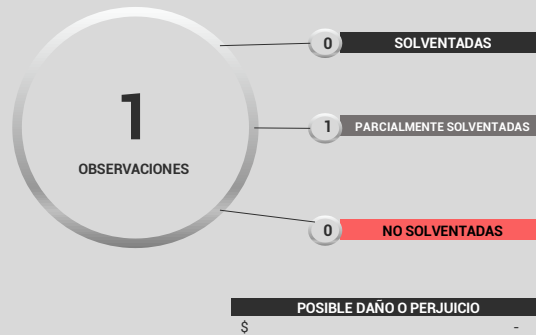 1
OBSERVACIONES
0 SOLVENTADAS
1 PARCIALMENTE SOLVENTADAS
0 NO SOLVENTADAS
POSIBLE DAÑO O PERJUICIO
$ -